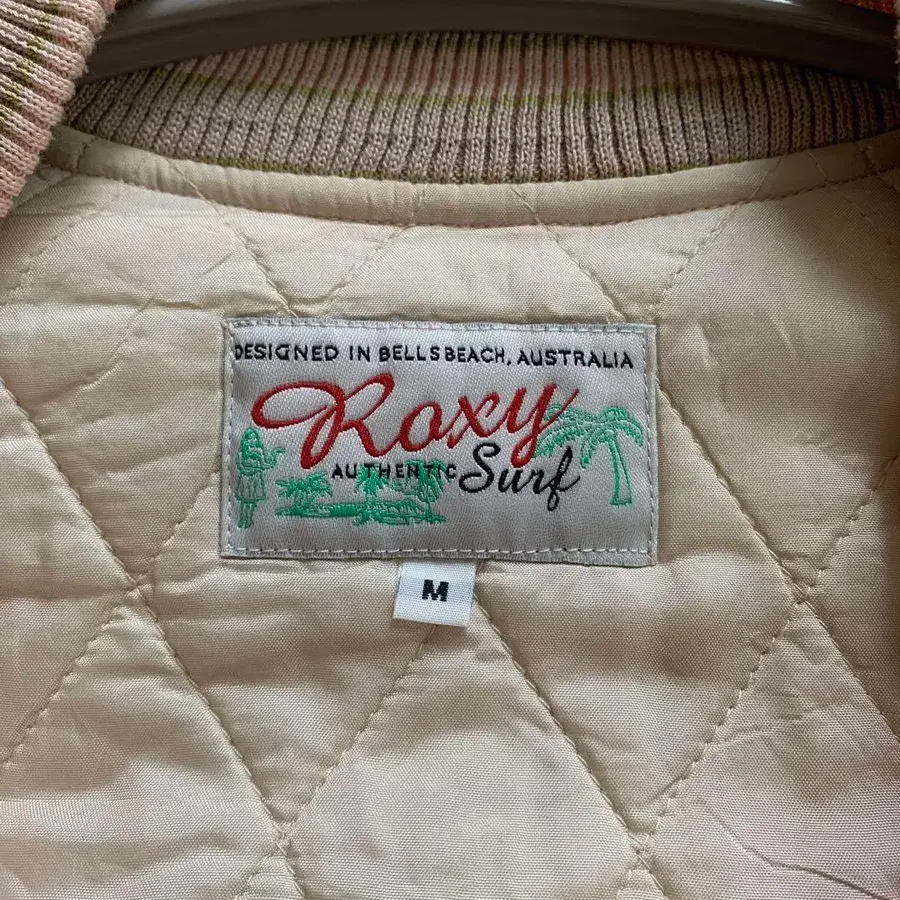 DESIGNED IN BELLS BEACH, AUSTRALIA
Roxy
AUTHENTIC Surf
M